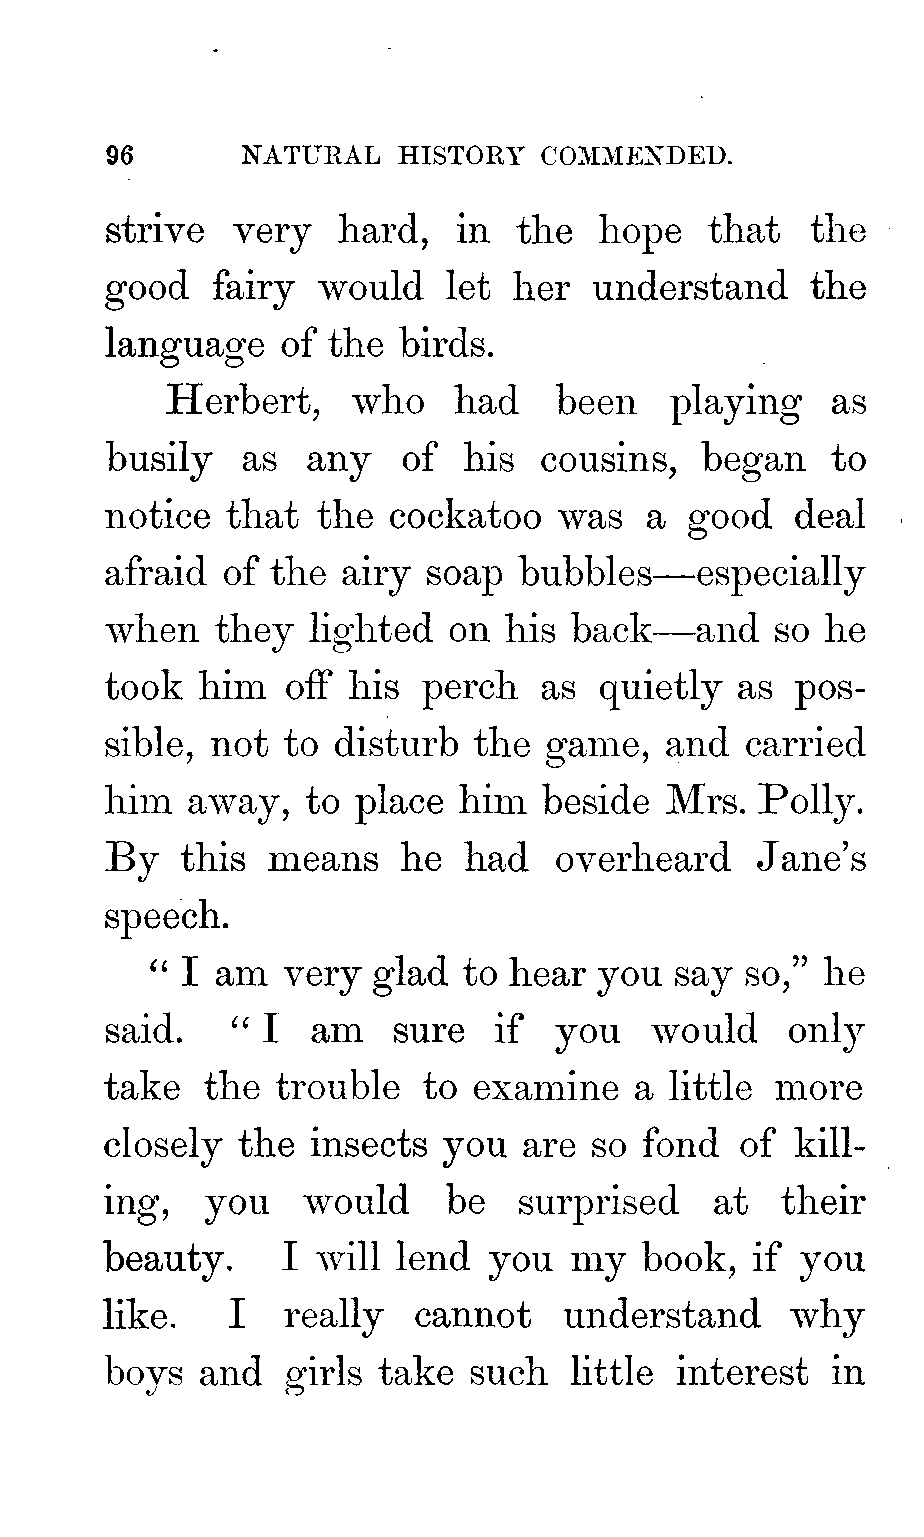 96 NATURAL HISTORY COMMENDED.
strive very hard, in the hope that the
good fairy would let her understand the
language of the birds.
Herbert, who had been playing as
busily as any of his cousins, began to
notice that the cockatoo was a good deal
afraid of the airy soap bubbles—especially
when they lighted on his back—and so he
took him off his perch as quietly as pos-
sible, not to disturb the game, and carried
him away, to place him beside Mrs. Polly.
By this means he had overheard Jane's
speech.
“ I am very glad to hear you say so,” he
said. “ I am sure if you would only
take the trouble to examine a little more
closely the insects you are so fond of kill-
ing, you would be surprised at their
beauty. I will lend you my book, if you
like. I really cannot understand why
boys and girls take such little interest in